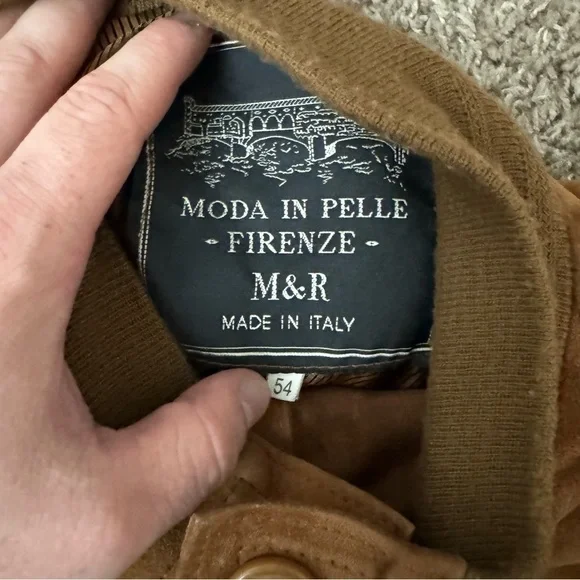 MODA IN PELLE
- FIRENZE -
M&R
MADE IN ITALY
54